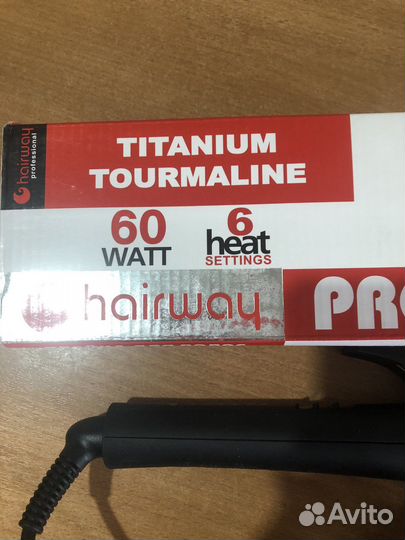 hairway
professional
TITANIUM
TOURMALINE
60
WATT
6
heat
SETTINGS
hairway
PRO
Avito